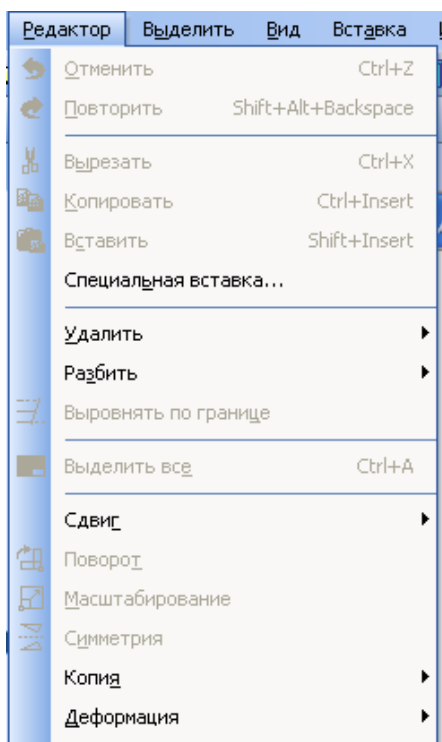 Редактор Выделить Вид Вставка
Отменить Ctrl+Z
Повторить Shift+Alt+Backspace
Вырезать Ctrl+X
Копировать Ctrl+Insert
Вставить Shift+Insert
Специальная вставка...
Удалить
Разбить
Выровнять по границе
Выделить все Ctrl+A
Сдвиг
Поворот
Масштабирование
Симметрия
Копия
Деформация